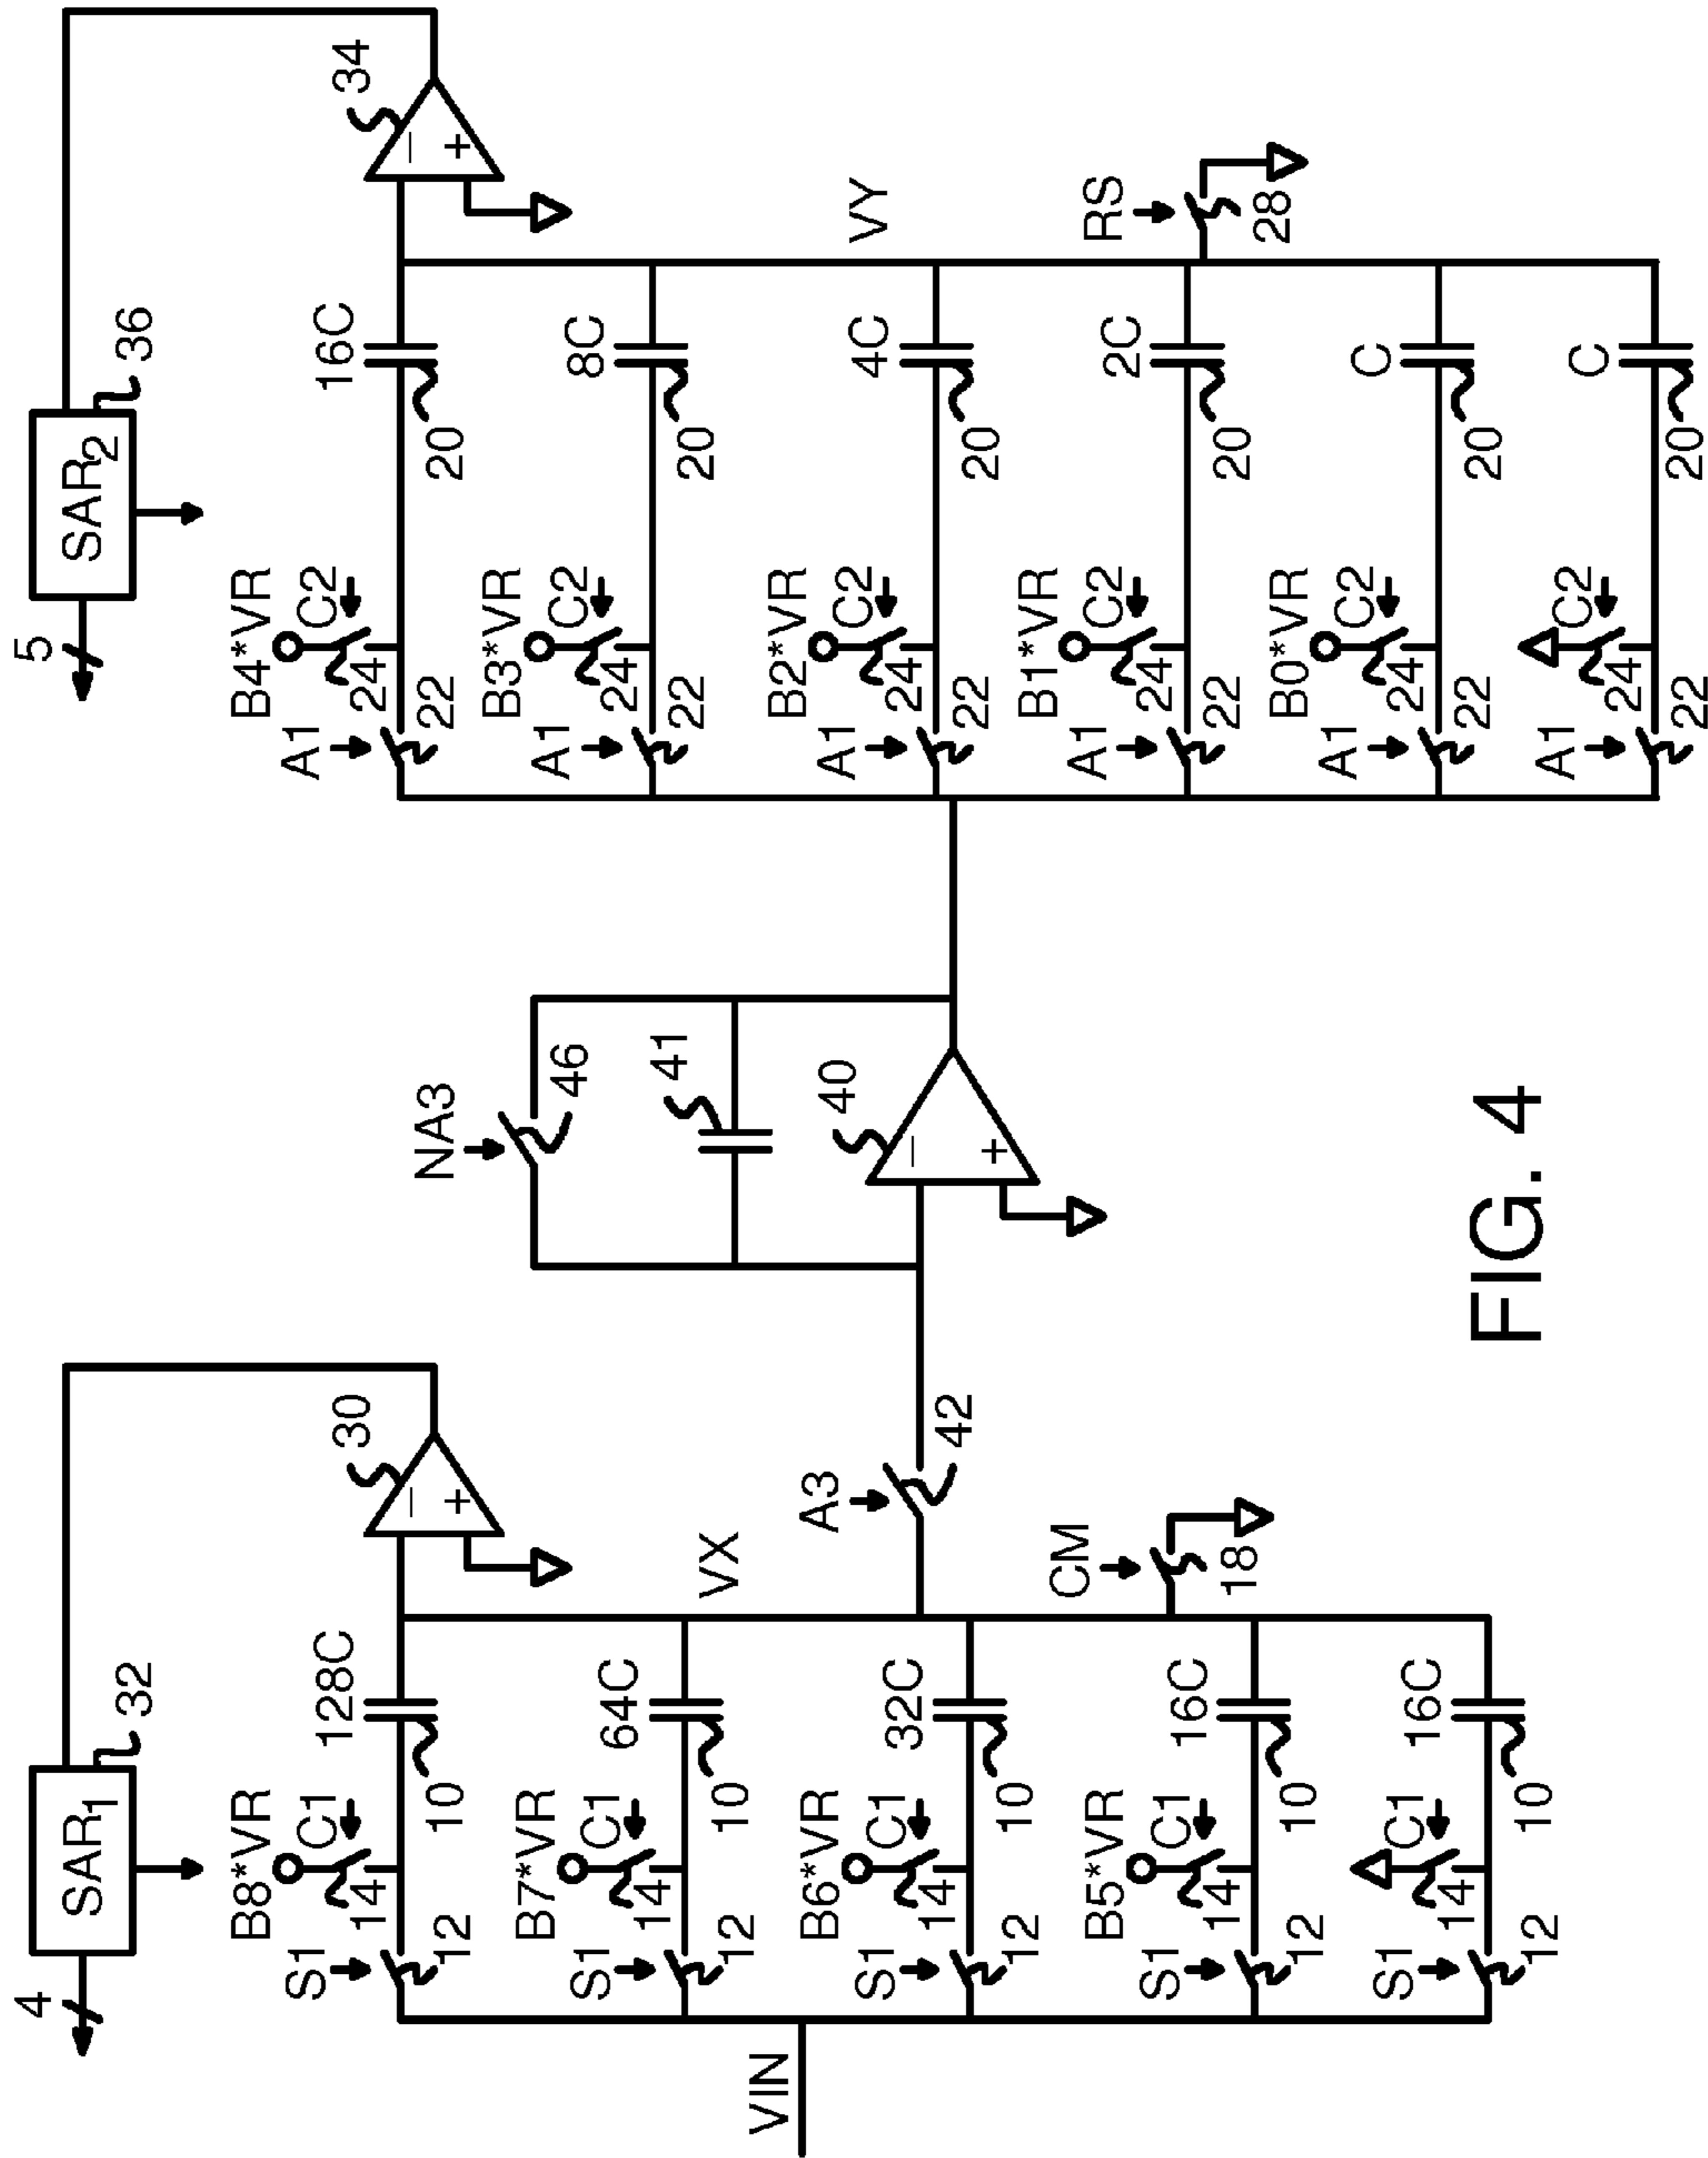 4
SAR1
32
30
−
+
B8*VR
C1
128C
S1
14
12
10
B7*VR
C1
64C
S1
14
12
10
B6*VR
C1
32C
S1
14
12
10
B5*VR
C1
16C
S1
14
12
10
C1
16C
S1
14
12
10
VIN
VX
A3
42
CM
18
NA3
46
41
40
−
+
5
SAR2
36
34
−
+
B4*VR
C2
16C
A1
24
22
20
B3*VR
C2
8C
A1
24
22
20
B2*VR
C2
4C
A1
24
22
20
B1*VR
C2
2C
A1
24
22
20
B0*VR
C2
C
A1
24
22
20
C2
C
A1
24
22
20
VY
RS
28
FIG. 4